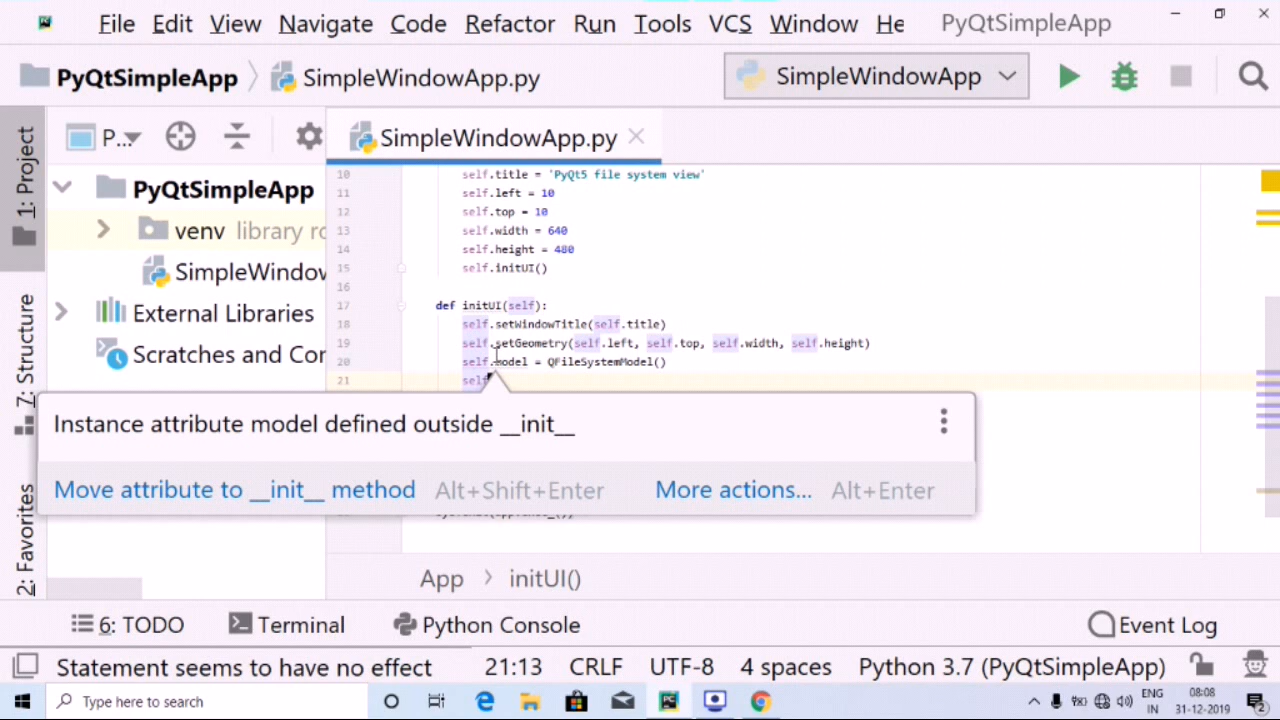 File Edit View Navigate Code Refactor Run Tools VCS Window He PyQtSimpleApp
PyQtSimpleApp SimpleWindowApp.py SimpleWindowApp
1: Project
P... SimpleWindowApp.py
PyQtSimpleApp
venv library ro
SimpleWindov
External Libraries
Scratches and Cor
Z: Structure
2: Favorites
10 self.title = 'PyQt5 file system view'
11 self.left = 10
12 self.top = 10
13 self.width = 640
14 self.height = 480
15 self.initUI()
16
17 def initUI(self):
18 self.setWindowTitle(self.title)
19 self.setGeometry(self.left, self.top, self.width, self.height)
20 self.model = QFileSystemModel()
21 self
Instance attribute model defined outside __init__
Move attribute to __init__ method Alt+Shift+Enter More actions... Alt+Enter
App initUI()
6: TODO Terminal Python Console Event Log
Statement seems to have no effect 21:13 CRLF UTF-8 4 spaces Python 3.7 (PyQtSimpleApp)
Type here to search ENG 08:08
IN 31-12-2019 2